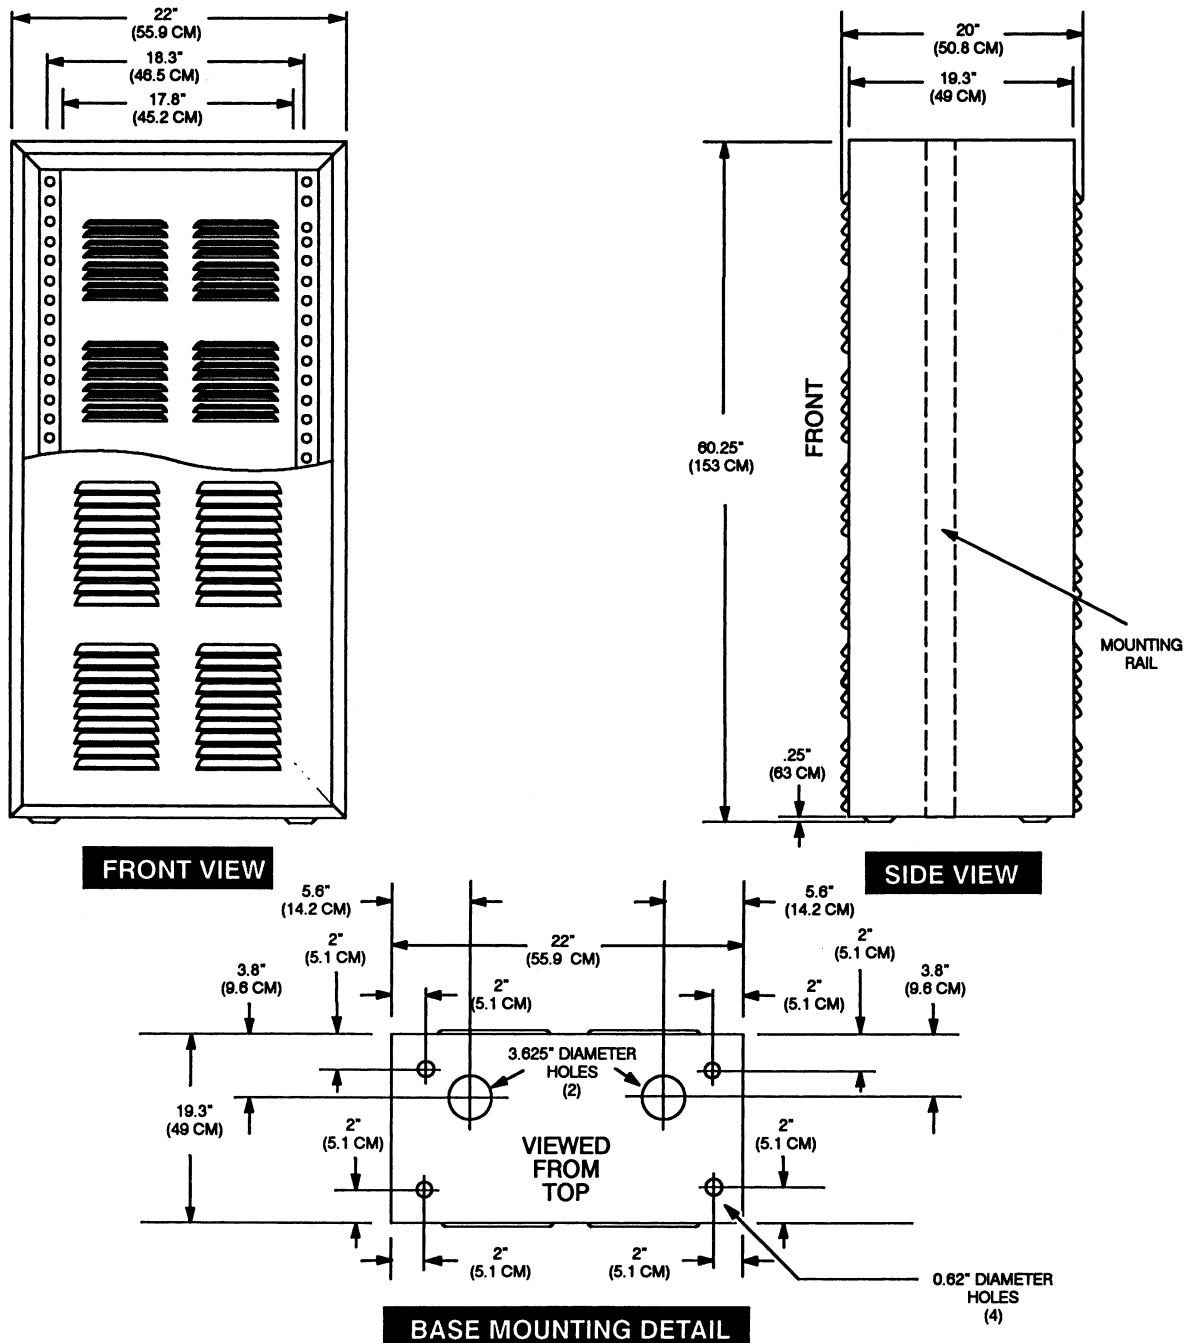 22"
(55.9 CM)
18.3"
(46.5 CM)
17.8"
(45.2 CM)
20"
(50.8 CM)
19.3"
(49 CM)
60.25"
(153 CM)
FRONT
MOUNTING
RAIL
.25"
(63 CM)
FRONT VIEW
SIDE VIEW
5.6"
(14.2 CM)
5.6"
(14.2 CM)
22"
(55.9 CM)
2"
(5.1 CM)
2"
(5.1 CM)
3.8"
(9.6 CM)
3.8"
(9.6 CM)
2"
(5.1 CM)
2"
(5.1 CM)
3.625" DIAMETER
HOLES
(2)
19.3"
(49 CM)
2"
(5.1 CM)
2"
(5.1 CM)
VIEWED
FROM
TOP
2"
(5.1 CM)
2"
(5.1 CM)
0.62" DIAMETER
HOLES
(4)
BASE MOUNTING DETAIL